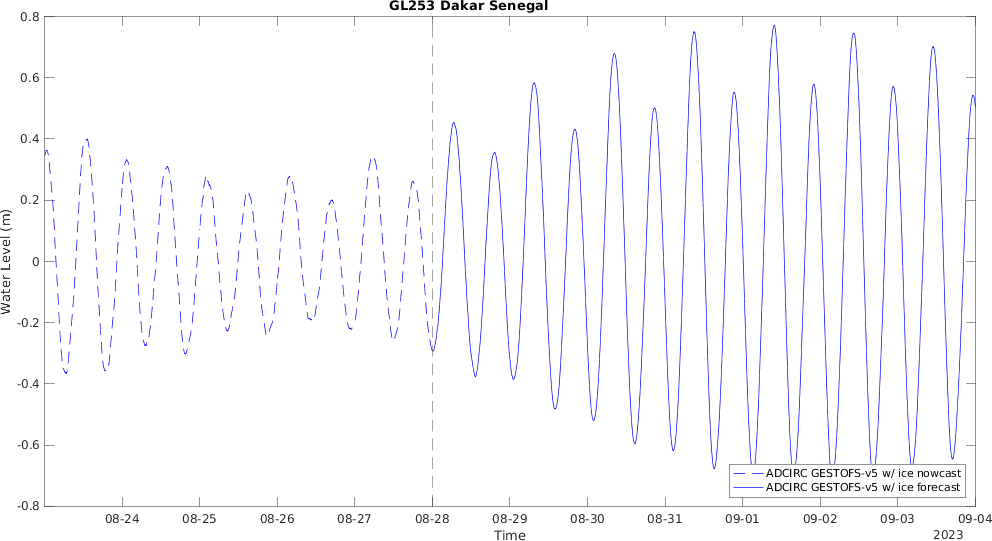 GL253 Dakar Senegal
Water Level (m)
0.8
0.6
0.4
0.2
0
-0.2
-0.4
-0.6
-0.8
ADCIRC GESTOFS-v5 w/ ice nowcast
ADCIRC GESTOFS-v5 w/ ice forecast
08-24 08-25 08-26 08-27 08-28 08-29 08-30 08-31 09-01 09-02 09-03 09-04
Time
2023